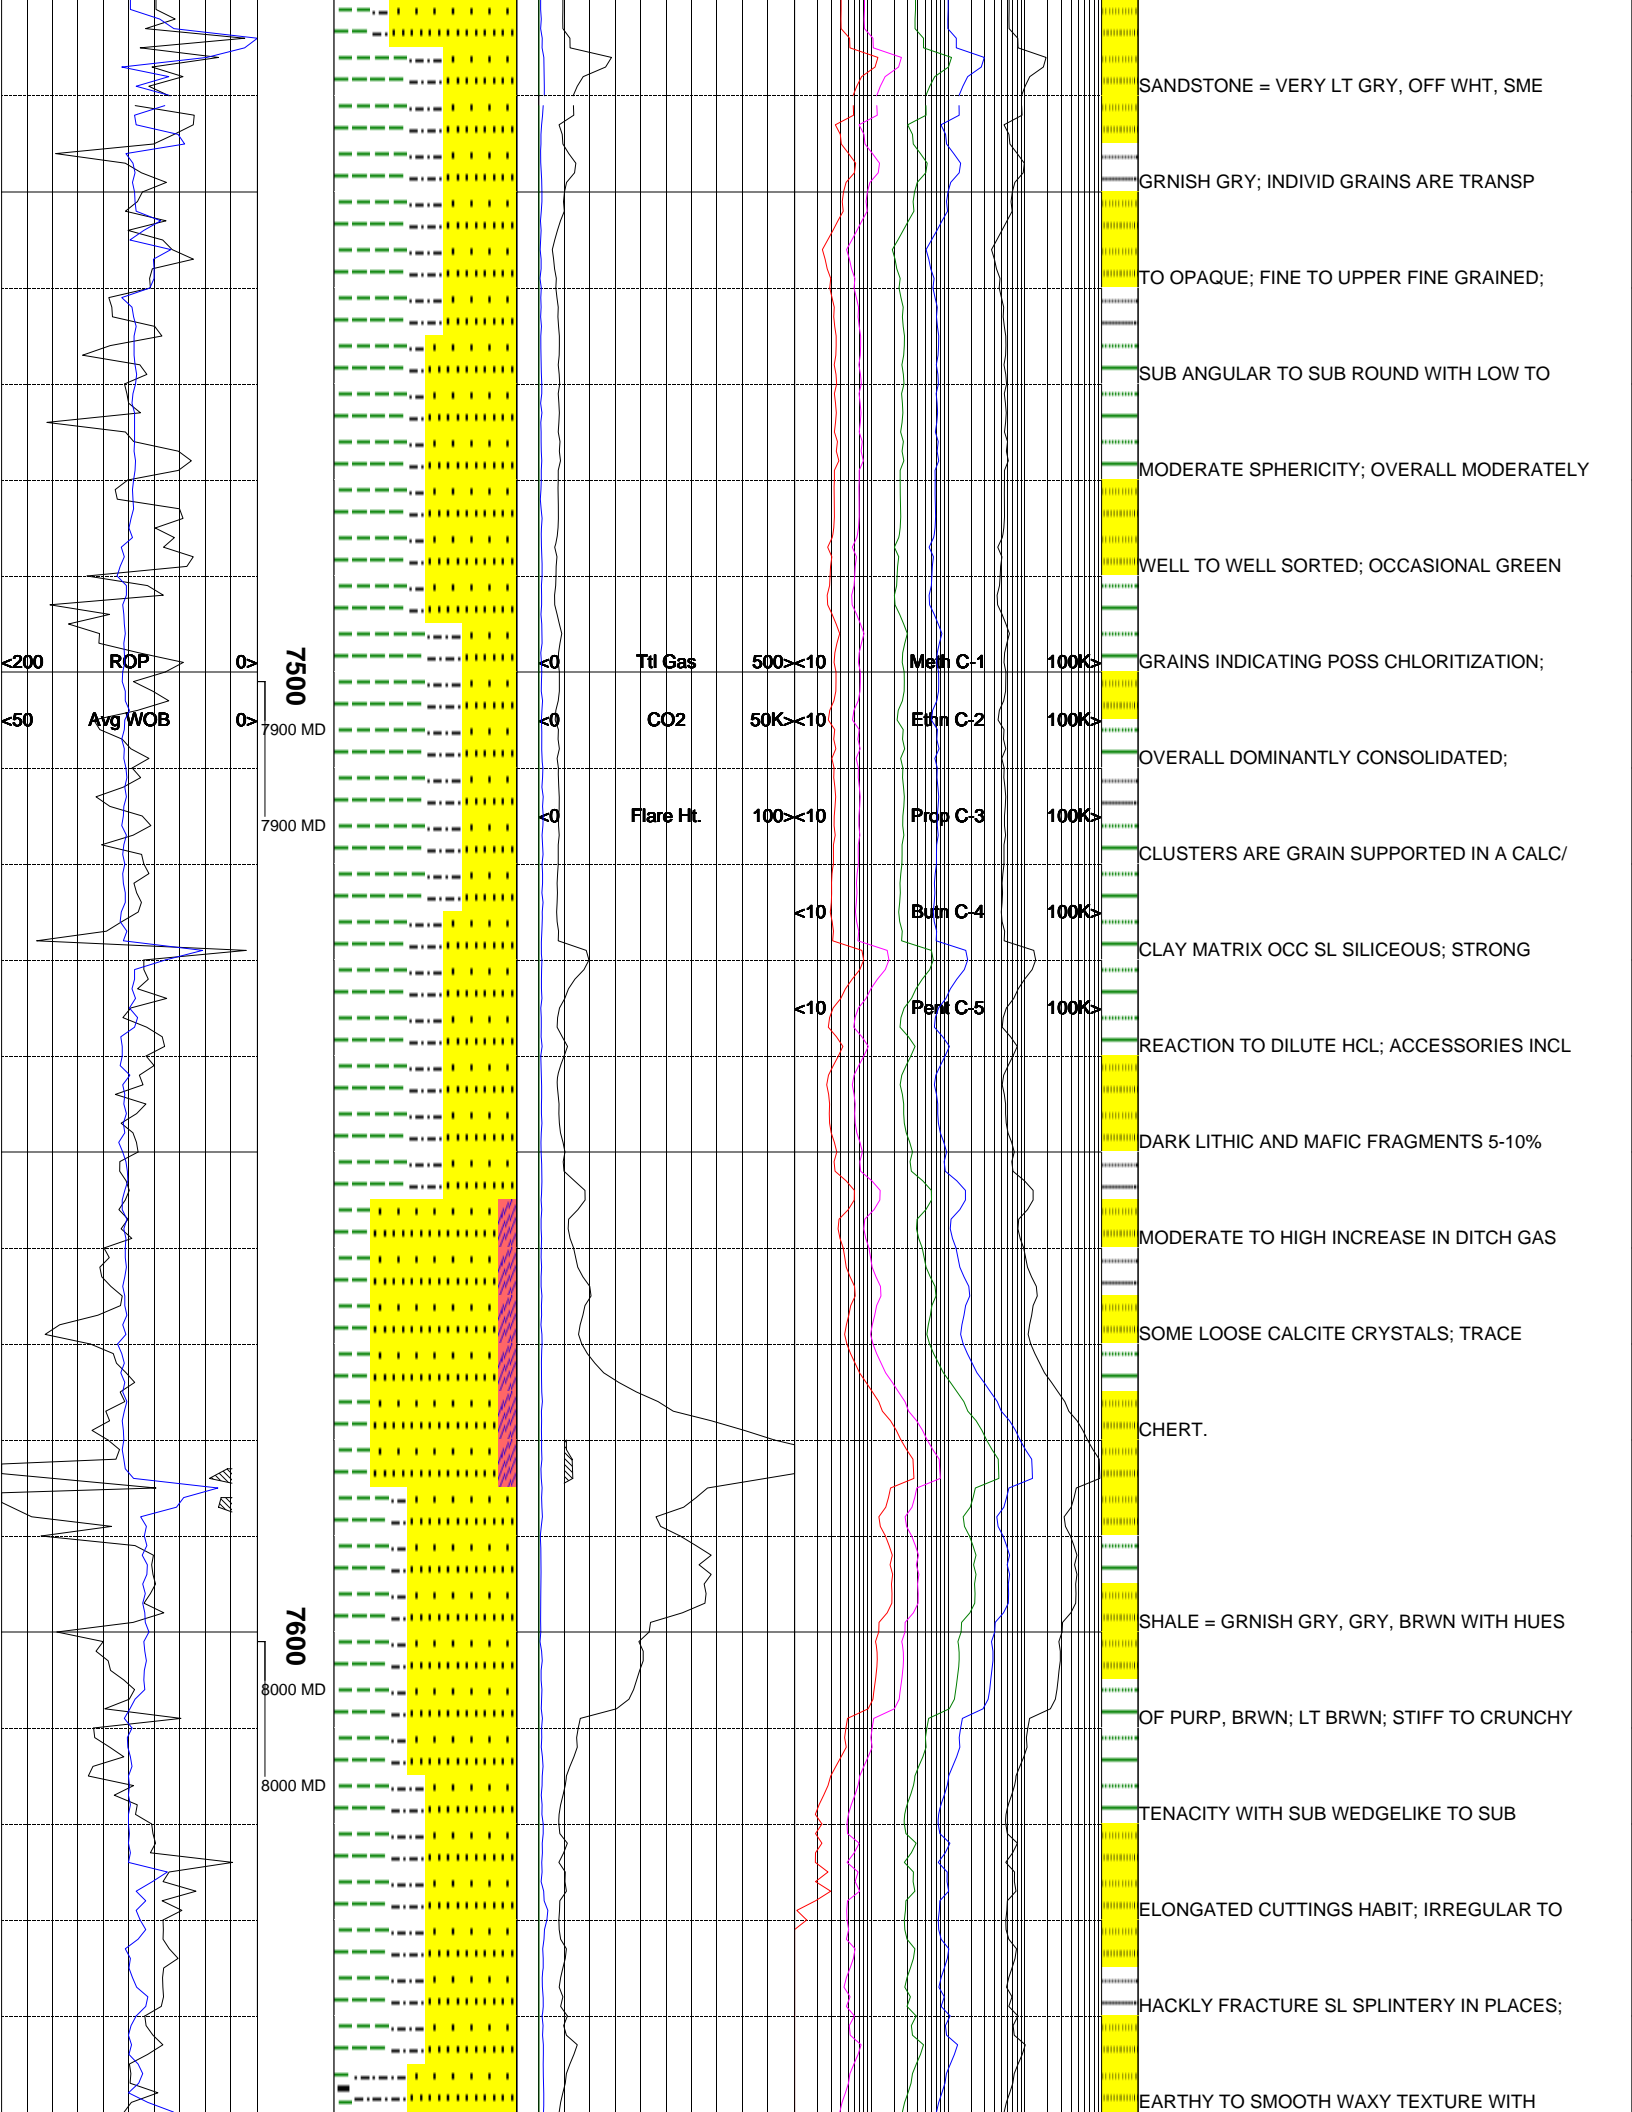 SANDSTONE = VERY LT GRY, OFF WHT, SME
GRNISH GRY; INDIVID GRAINS ARE TRANSP
TO OPAQUE; FINE TO UPPER FINE GRAINED;
SUB ANGULAR TO SUB ROUND WITH LOW TO
MODERATE SPHERICITY; OVERALL MODERATELY
WELL TO WELL SORTED; OCCASIONAL GREEN
<200 ROP 0> 7500 <0 Ttl Gas 500><10 Meth C-1 100K> GRAINS INDICATING POSS CHLORITIZATION;
<50 Avg WOB 0> 7900 MD <0 CO2 50K><10 Ethn C-2 100K>
OVERALL DOMINANTLY CONSOLIDATED;
7900 MD <0 Flare Ht. 100><10 Prop C-3 100K>
CLUSTERS ARE GRAIN SUPPORTED IN A CALC/
<10 Butn C-4 100K>
CLAY MATRIX OCC SL SILICEOUS; STRONG
<10 Pent C-5 100K>
REACTION TO DILUTE HCL; ACCESSORIES INCL
DARK LITHIC AND MAFIC FRAGMENTS 5-10%
MODERATE TO HIGH INCREASE IN DITCH GAS
SOME LOOSE CALCITE CRYSTALS; TRACE
CHERT.
7600 SHALE = GRNISH GRY, GRY, BRWN WITH HUES
8000 MD
OF PURP, BRWN; LT BRWN; STIFF TO CRUNCHY
8000 MD
TENACITY WITH SUB WEDGELIKE TO SUB
ELONGATED CUTTINGS HABIT; IRREGULAR TO
HACKLY FRACTURE SL SPLINTERY IN PLACES;
EARTHY TO SMOOTH WAXY TEXTURE WITH